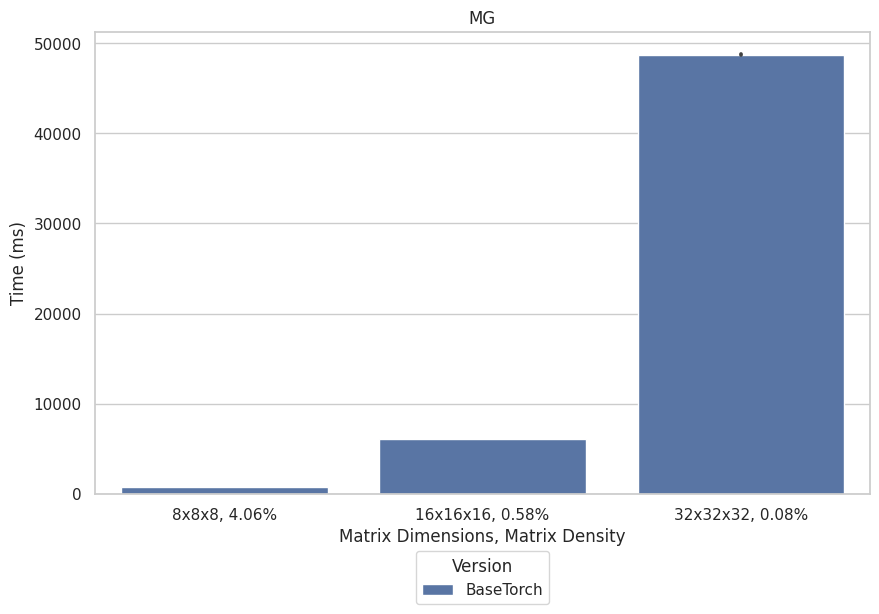 MG
50000
40000
30000
20000
10000
0
Time (ms)
8x8x8, 4.06%
16x16x16, 0.58%
32x32x32, 0.08%
Matrix Dimensions, Matrix Density
Version
BaseTorch